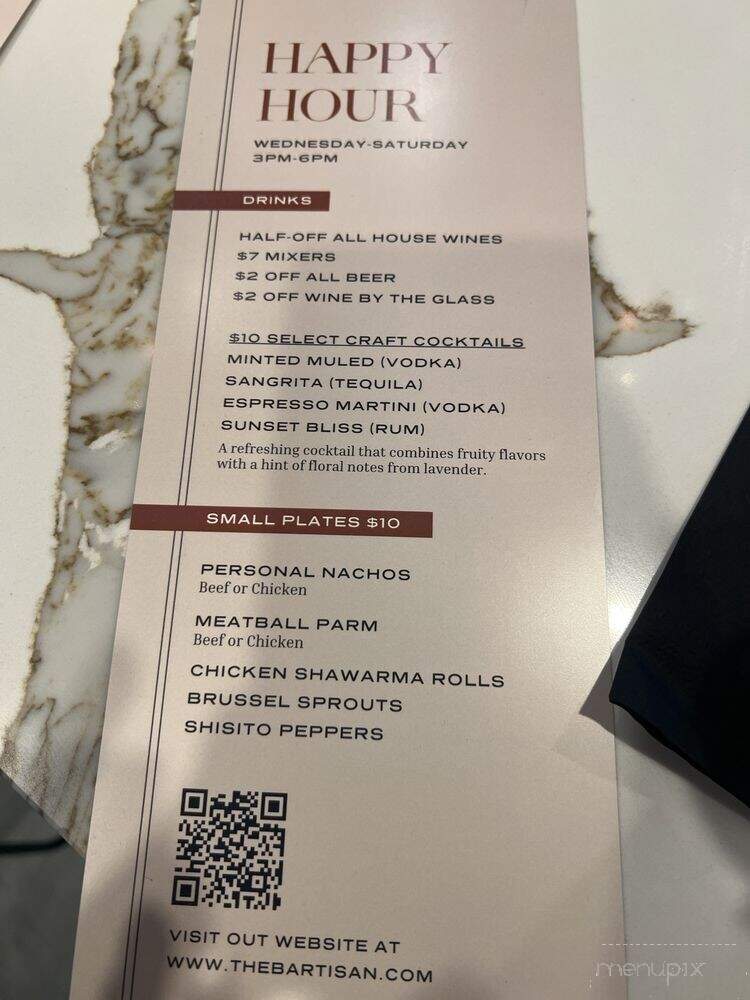 HAPPY
HOUR
WEDNESDAY-SATURDAY
3PM-6PM
DRINKS
HALF-OFF ALL HOUSE WINES
$7 MIXERS
$2 OFF ALL BEER
$2 OFF WINE BY THE GLASS
$10 SELECT CRAFT COCKTAILS
MINTED MULED (VODKA)
SANGRITA (TEQUILA)
ESPRESSO MARTINI (VODKA)
SUNSET BLISS (RUM)
A refreshing cocktail that combines fruity flavors
with a hint of floral notes from lavender.
SMALL PLATES $10
PERSONAL NACHOS
Beef or Chicken
MEATBALL PARM
Beef or Chicken
CHICKEN SHAWARMA ROLLS
BRUSSEL SPROUTS
SHISITO PEPPERS
VISIT OUT WEBSITE AT
WWW.THEBARTISAN.COM
menupix